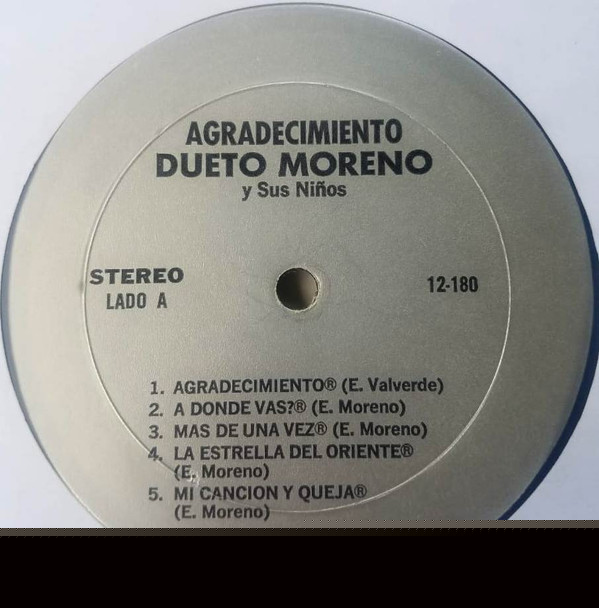 AGRADECIMIENTO
DUETO MORENO
y Sus Niños
STEREO
LADO A
12-180
1. AGRADECIMIENTO® (E. Valverde)
2. A DONDE VAS?® (E. Moreno)
3. MAS DE UNA VEZ® (E. Moreno)
4. LA ESTRELLA DEL ORIENTE®
(E. Moreno)
5. MI CANCION Y QUEJA®
(E. Moreno)